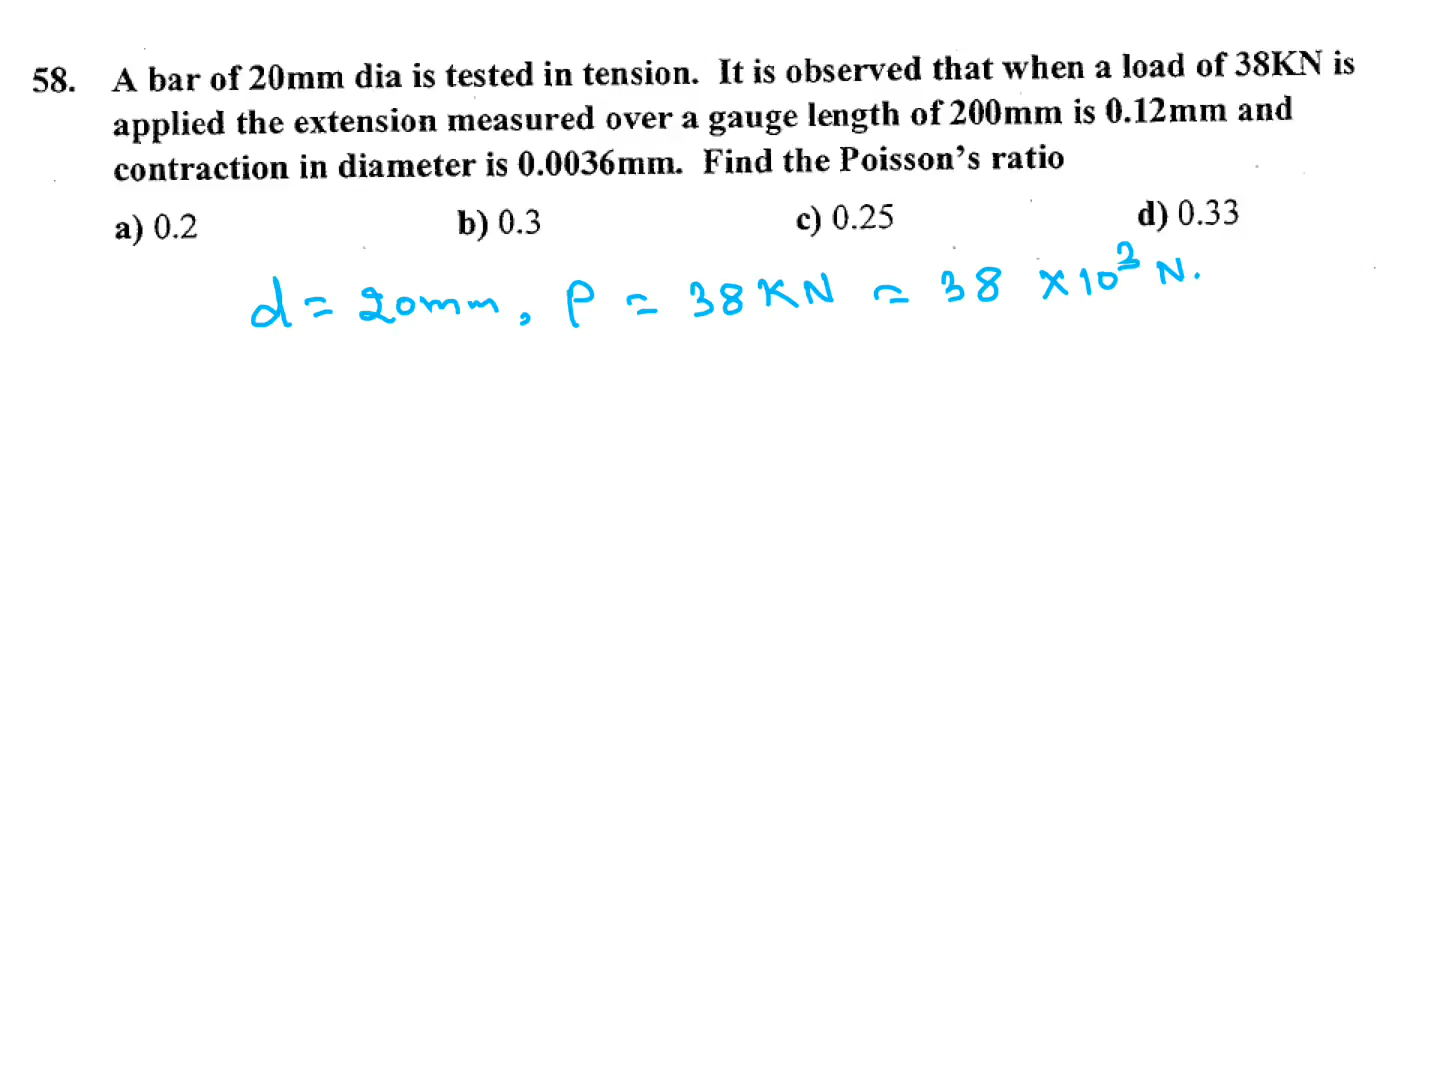 58. A bar of 20mm dia is tested in tension. It is observed that when a load of 38KN is
applied the extension measured over a gauge length of 200mm is 0.12mm and
contraction in diameter is 0.0036mm. Find the Poisson's ratio
a) 0.2 b) 0.3 c) 0.25 d) 0.33
d = 20mm, P = 38KN = 38 ×10³ N.